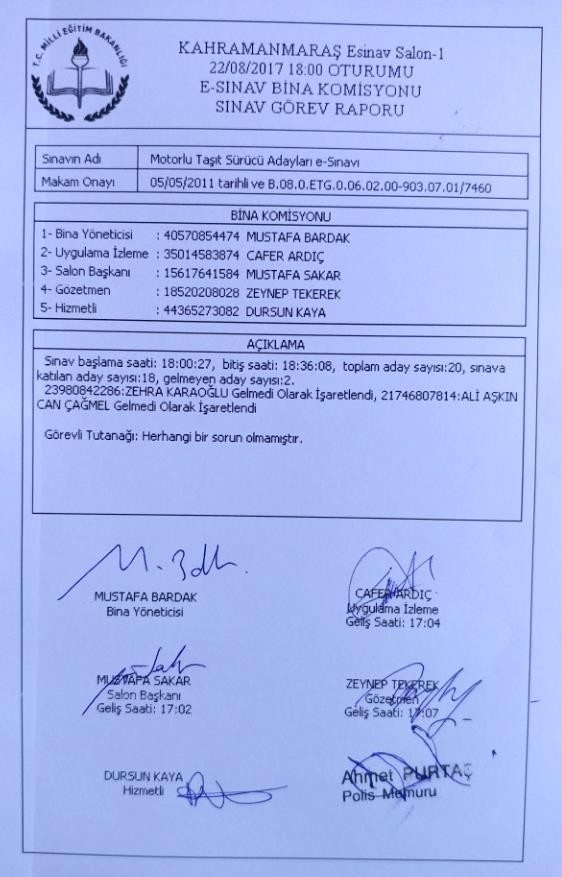 T.C. MİLLİ EĞİTİM BAKANLIĞI
KAHRAMANMARAŞ Esinav Salon-1
22/08/2017 18:00 OTURUMU
E-SINAV BİNA KOMİSYONU
SINAV GÖREV RAPORU
Sınavın Adı Motorlu Taşıt Sürücü Adayları e-Sınavı
Makam Onayı 05/05/2011 tarihli ve B.08.0.ETG.0.06.02.00-903.07.01/7460
BİNA KOMİSYONU
1- Bina Yöneticisi : 40570854474 MUSTAFA BARDAK
2- Uygulama İzleme : 35014583874 CAFER ARDIÇ
3- Salon Başkanı : 15617641584 MUSTAFA SAKAR
4- Gözetmen : 18520208028 ZEYNEP TEKEREK
5- Hizmetli : 44365273082 DURSUN KAYA
AÇIKLAMA
Sınav başlama saati: 18:00:27, bitiş saati: 18:36:08, toplam aday sayısı:20, sınava
katılan aday sayısı:18, gelmeyen aday sayısı:2.
23980842286:ZEHRA KARAOĞLU Gelmedi Olarak İşaretlendi, 21746807814:ALİ AŞKIN
CAN ÇAĞMEL Gelmedi Olarak İşaretlendi
Görevli Tutanağı: Herhangi bir sorun olmamıştır.
MUSTAFA BARDAK
Bina Yöneticisi
CAFER ARDIÇ
Uygulama İzleme
Geliş Saati: 17:04
MUSTAFA SAKAR
Salon Başkanı
Geliş Saati: 17:02
ZEYNEP TEKEREK
Gözetmen
Geliş Saati: 17:07
DURSUN KAYA
Hizmetli
Ahmet PURTAÇ
Polis Memuru